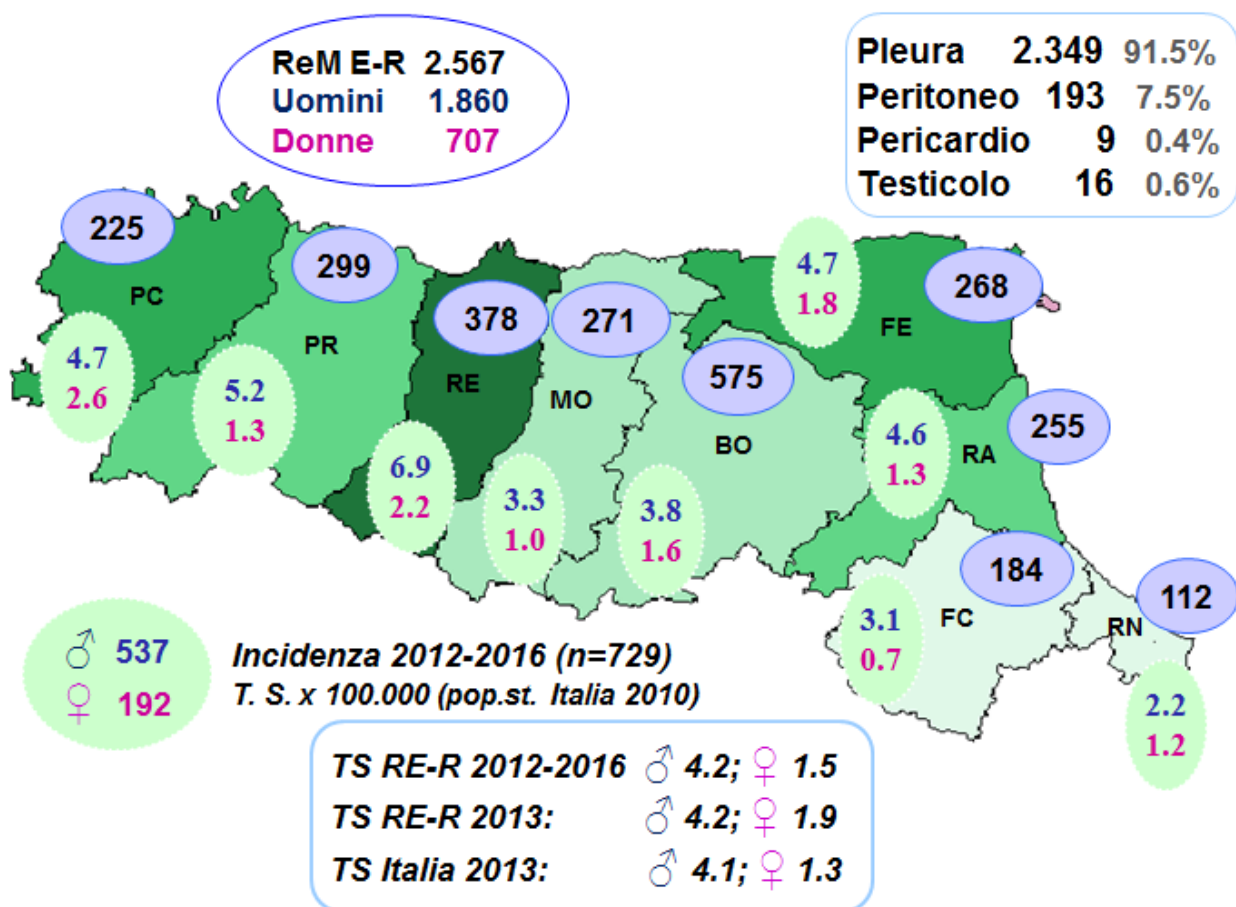 ReM E-R 2.567
Uomini 1.860
Donne 707
Pleura 2.349 91.5%
Peritoneo 193 7.5%
Pericardio 9 0.4%
Testicolo 16 0.6%
225
PC
4.7
2.6
299
PR
5.2
1.3
378
RE
6.9
2.2
271
MO
3.3
1.0
575
BO
3.8
1.6
4.7
1.8
268
FE
255
4.6
1.3
RA
184
FC
3.1
0.7
112
RN
2.2
1.2
♂ 537
♀ 192
Incidenza 2012-2016 (n=729)
T. S. x 100.000 (pop.st. Italia 2010)
TS RE-R 2012-2016 ♂ 4.2; ♀ 1.5
TS RE-R 2013: ♂ 4.2; ♀ 1.9
TS Italia 2013: ♂ 4.1; ♀ 1.3